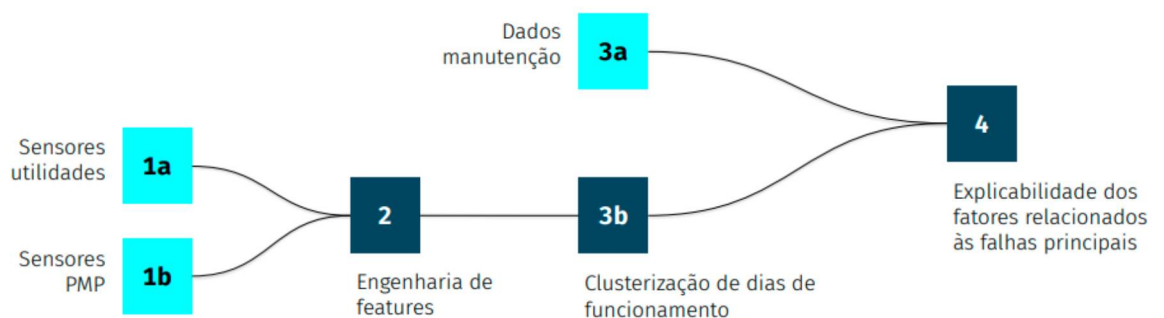 Dados
manutenção
3a
4
Explicabilidade dos
fatores relacionados
às falhas principais
Sensores
utilidades
1a
Sensores
PMP
1b
2
Engenharia de
features
3b
Clusterização de dias de
funcionamento